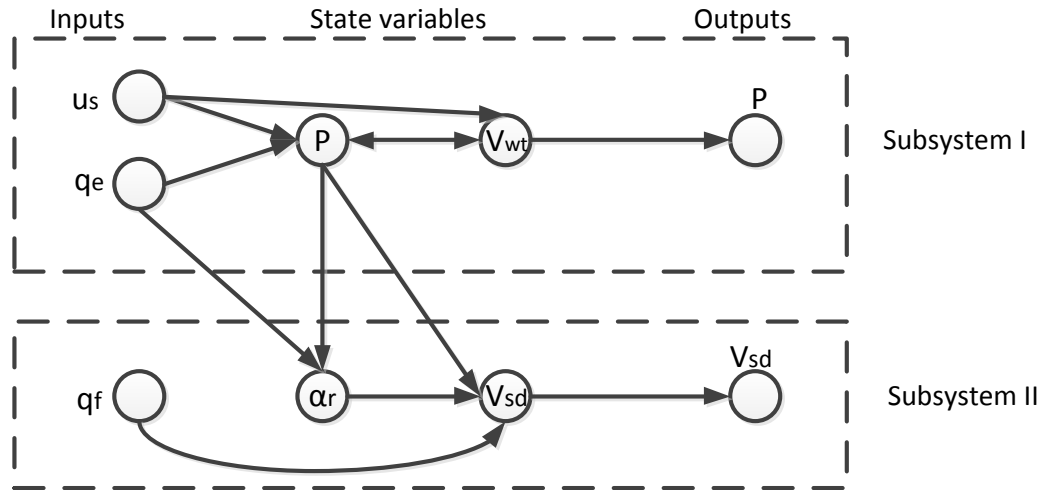 Inputs State variables Outputs
us
P
P
Vwt
Subsystem I
qe
Vsd
qf
αr
Vsd
Subsystem II